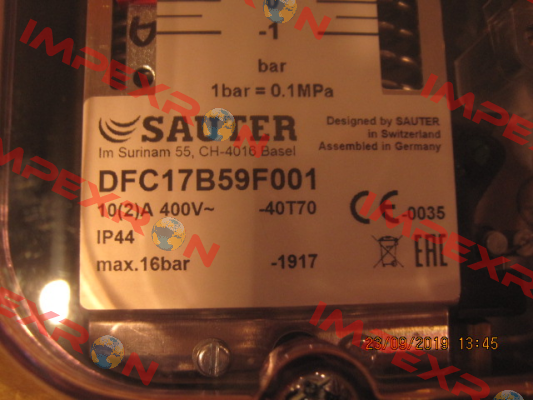 -1
bar
1bar = 0.1MPa
SAUTER
Im Surinam 55, CH-4016 Basel
Designed by SAUTER
in Switzerland
Assembled in Germany
DFC17B59F001
10(2)A 400V~ -40T70
CE-0035
IP44
EAC
max.16bar -1917
23/09/2019 13:45
IMPEXRON
IMPEXRON
IMPEXRON
IMPEXRON
IMPEXRON